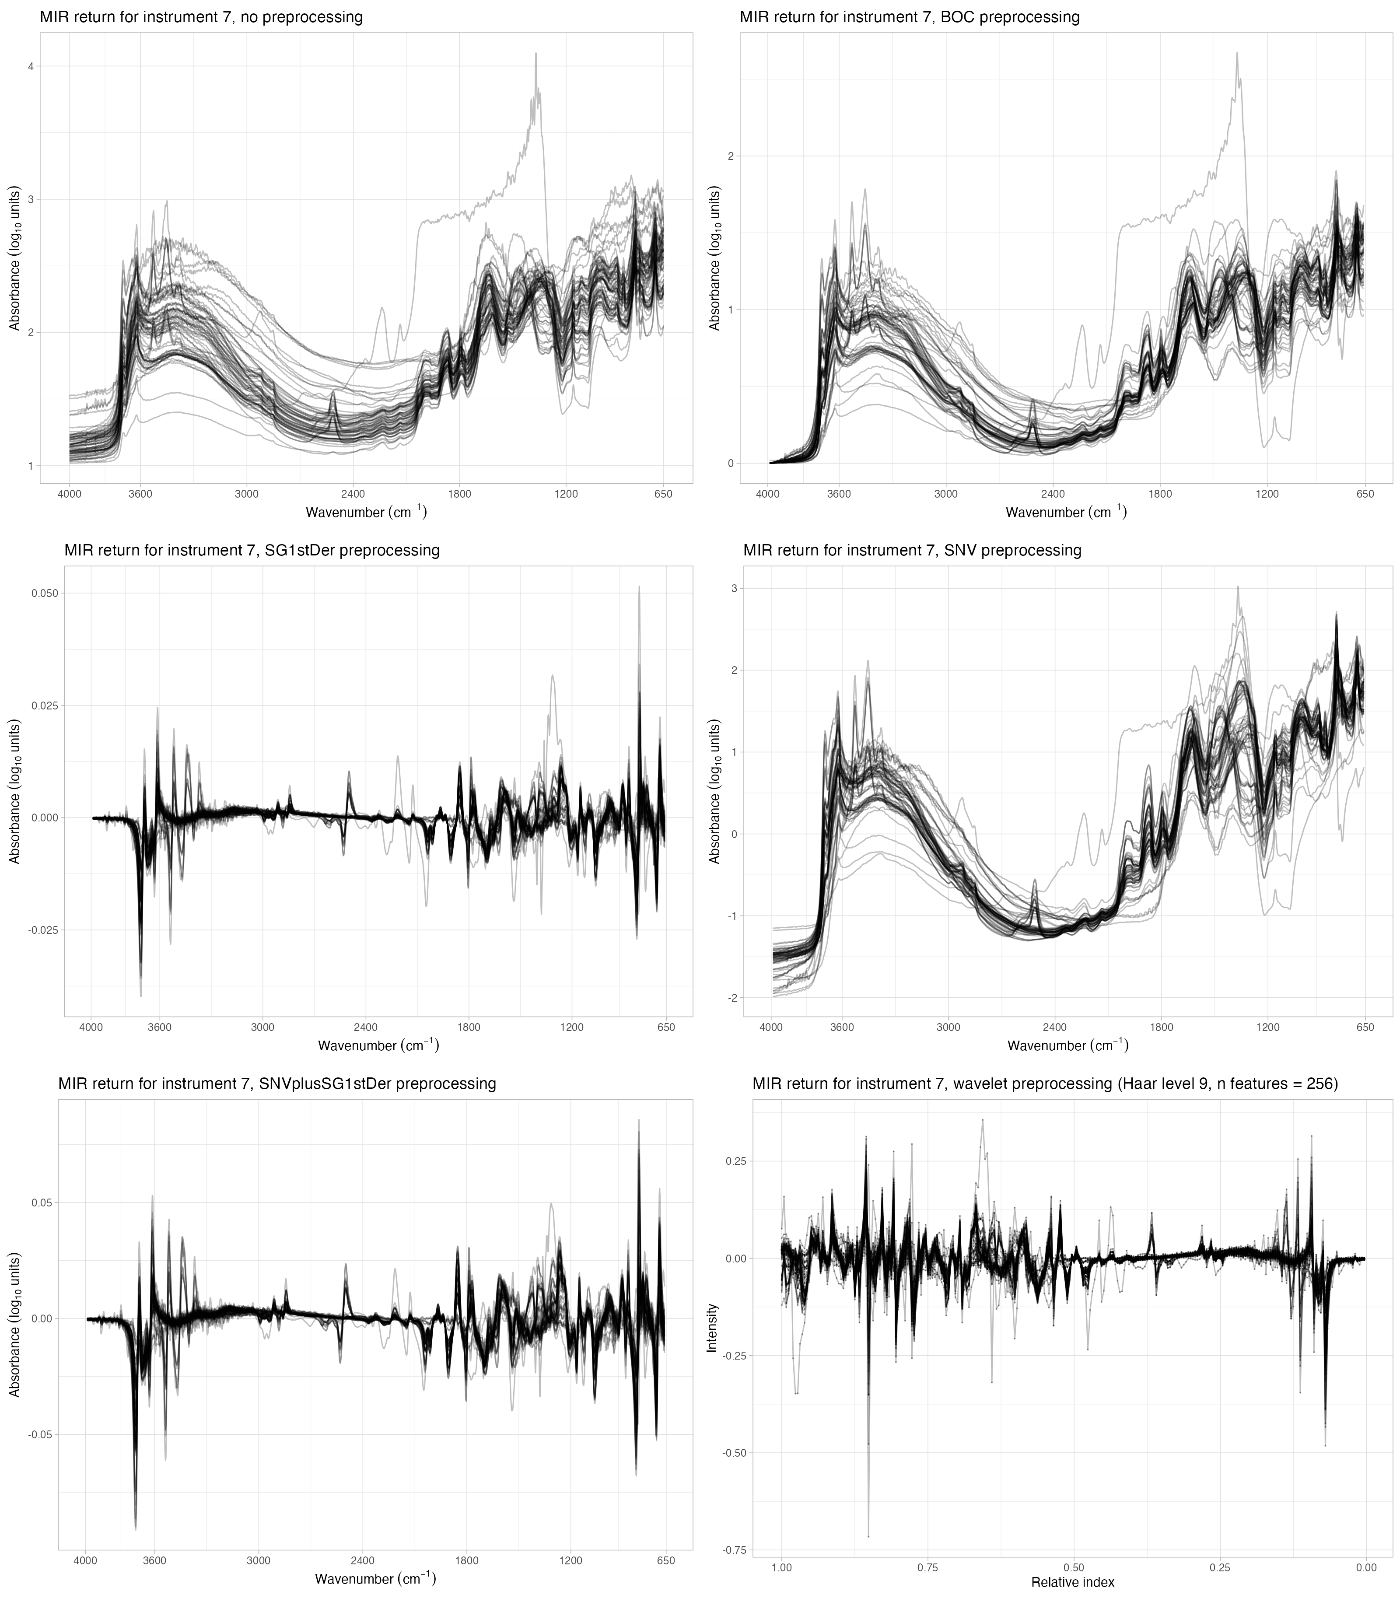 MIR return for instrument 7, no preprocessing
4
3
2
1
Absorbance (log₁₀ units)
4000 3600 3000 2400 1800 1200 650
Wavenumber (cm ¹)
MIR return for instrument 7, BOC preprocessing
2
1
0
Absorbance (log₁₀ units)
4000 3600 3000 2400 1800 1200 650
Wavenumber (cm ¹)
MIR return for instrument 7, SG1stDer preprocessing
0.050
0.025
0.000
-0.025
Absorbance (log₁₀ units)
4000 3600 3000 2400 1800 1200 650
Wavenumber (cm⁻¹)
MIR return for instrument 7, SNV preprocessing
3
2
1
0
-1
-2
Absorbance (log₁₀ units)
4000 3600 3000 2400 1800 1200 650
Wavenumber (cm⁻¹)
MIR return for instrument 7, SNVplusSG1stDer preprocessing
0.05
0.00
-0.05
Absorbance (log₁₀ units)
4000 3600 3000 2400 1800 1200 650
Wavenumber (cm⁻¹)
MIR return for instrument 7, wavelet preprocessing (Haar level 9, n features = 256)
0.25
0.00
-0.25
-0.50
-0.75
Intensity
1.00 0.75 0.50 0.25 0.00
Relative index